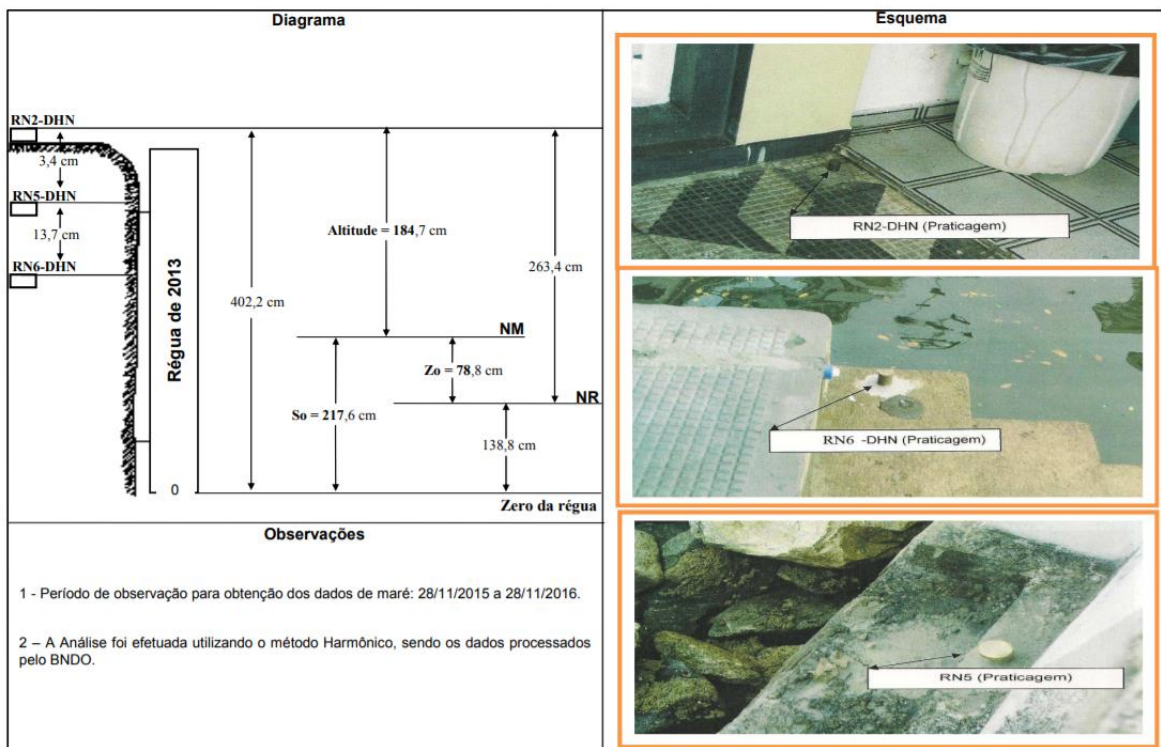 Diagrama
RN2-DHN
3,4 cm
RN5-DHN
13,7 cm
RN6-DHN
Régua de 2013
0
402,2 cm
Altitude = 184,7 cm
263,4 cm
NM
Zo = 78,8 cm
NR
So = 217,6 cm
138,8 cm
Zero da régua
Observações
1 - Período de observação para obtenção dos dados de maré: 28/11/2015 a 28/11/2016.
2 – A Análise foi efetuada utilizando o método Harmônico, sendo os dados processados
pelo BNDO.
Esquema
RN2-DHN (Praticagem)
RN6 -DHN (Praticagem)
RN5 (Praticagem)